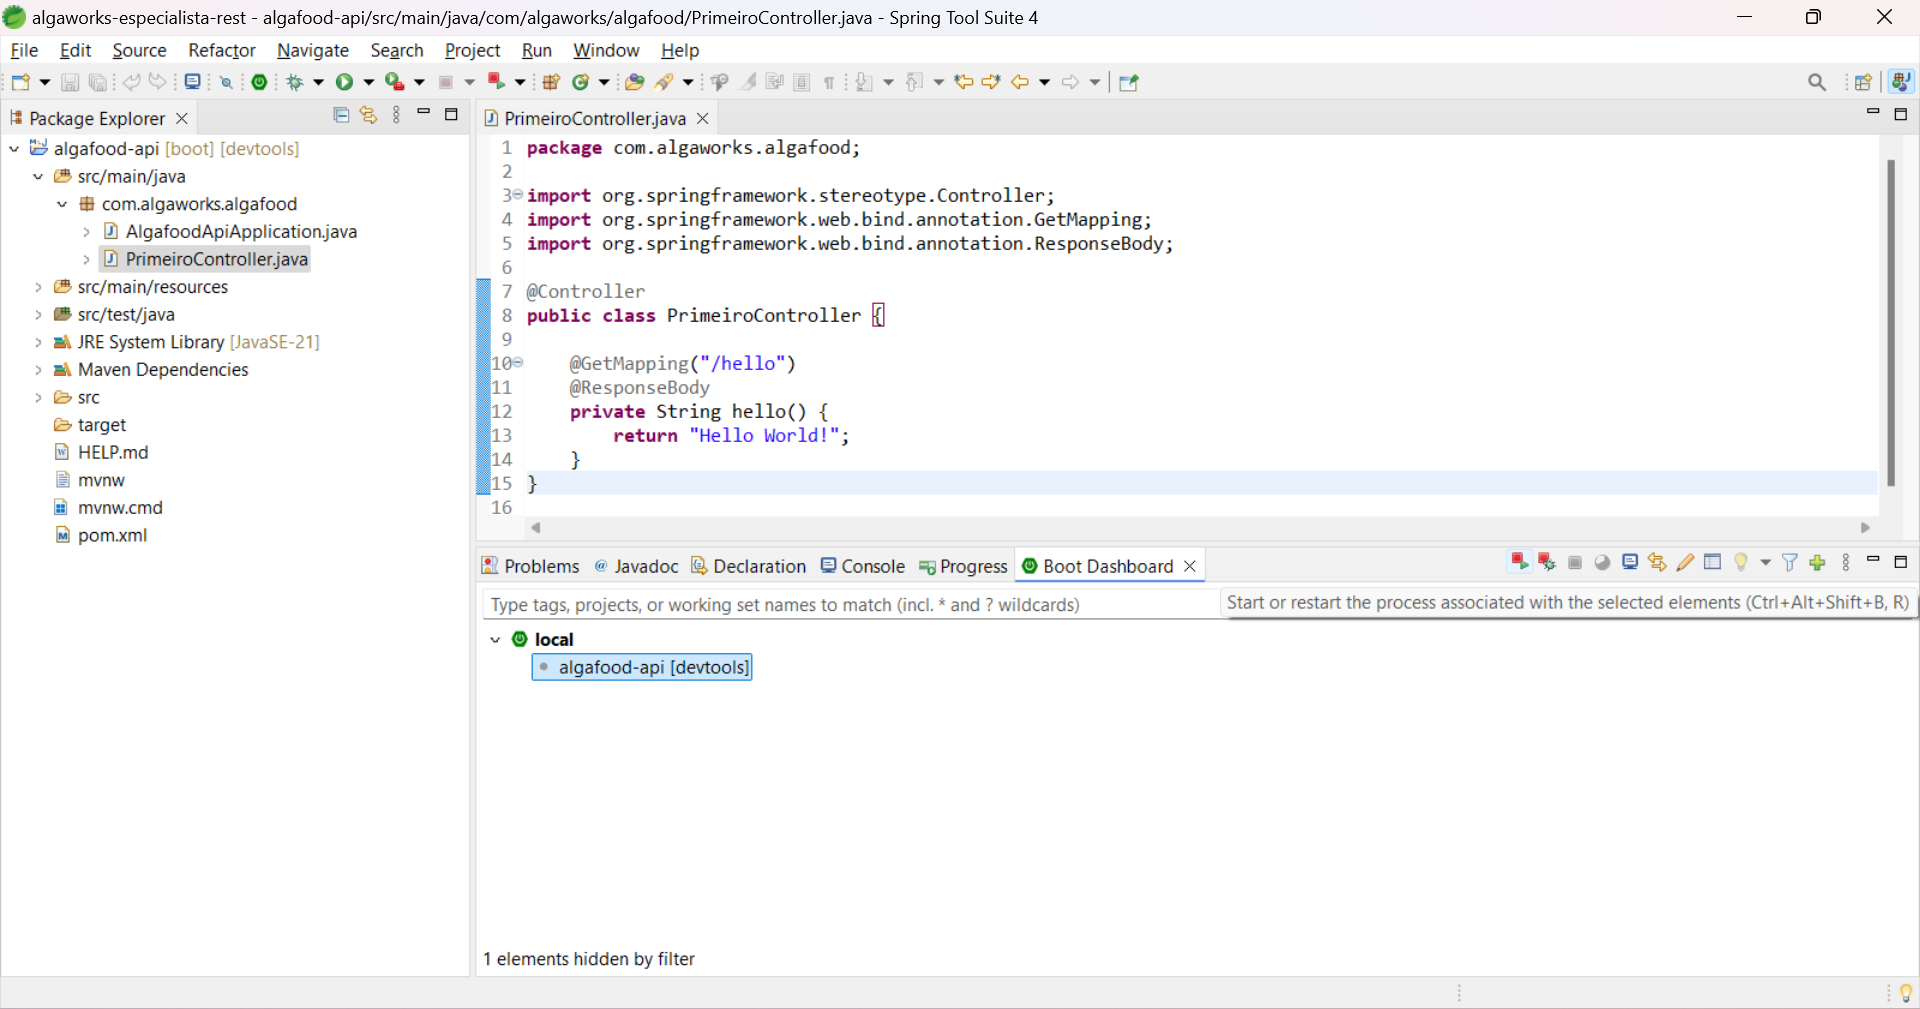 algaworks-especialista-rest - algafood-api/src/main/java/com/algaworks/algafood/PrimeiroController.java - Spring Tool Suite 4
File Edit Source Refactor Navigate Search Project Run Window Help
Package Explorer
algafood-api [boot] [devtools]
src/main/java
com.algaworks.algafood
AlgafoodApiApplication.java
PrimeiroController.java
src/main/resources
src/test/java
JRE System Library [JavaSE-21]
Maven Dependencies
src
target
HELP.md
mvnw
mvnw.cmd
pom.xml
PrimeiroController.java
1 package com.algaworks.algafood;
2
3 import org.springframework.stereotype.Controller;
4 import org.springframework.web.bind.annotation.GetMapping;
5 import org.springframework.web.bind.annotation.ResponseBody;
6
7 @Controller
8 public class PrimeiroController {
9
10 @GetMapping("/hello")
11 @ResponseBody
12 private String hello() {
13 return "Hello World!";
14 }
15 }
16
Problems Javadoc Declaration Console Progress Boot Dashboard
Type tags, projects, or working set names to match (incl. * and ? wildcards)
Start or restart the process associated with the selected elements (Ctrl+Alt+Shift+B, R)
local
algafood-api [devtools]
1 elements hidden by filter